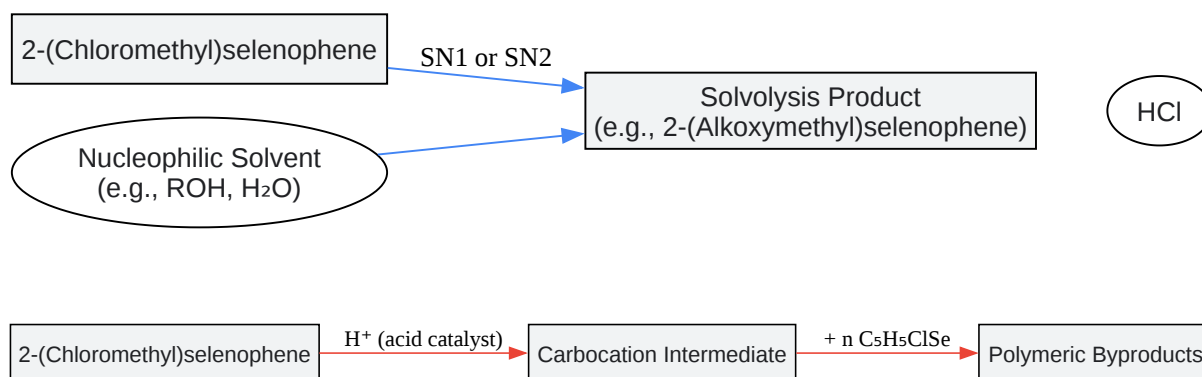 2-(Chloromethyl)selenophene
SN1 or SN2
Nucleophilic Solvent
(e.g., ROH, H₂O)
Solvolysis Product
(e.g., 2-(Alkoxymethyl)selenophene)
HCl
2-(Chloromethyl)selenophene
H⁺ (acid catalyst)
Carbocation Intermediate
+ n C₅H₅ClSe
Polymeric Byproducts